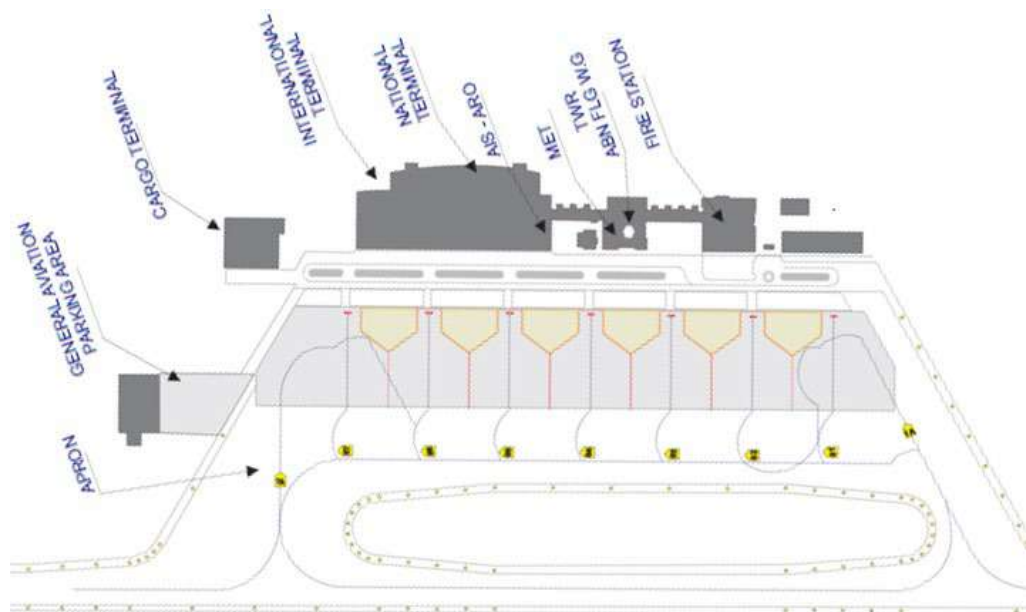 CARGO TERMINAL
INTERNATIONAL
TERMINAL
NATIONAL
TERMINAL
AIS - ARO
MET
TWR
ABN FLG W.G
FIRE STATION
GENERAL AVIATION
PARKING AREA
APRON